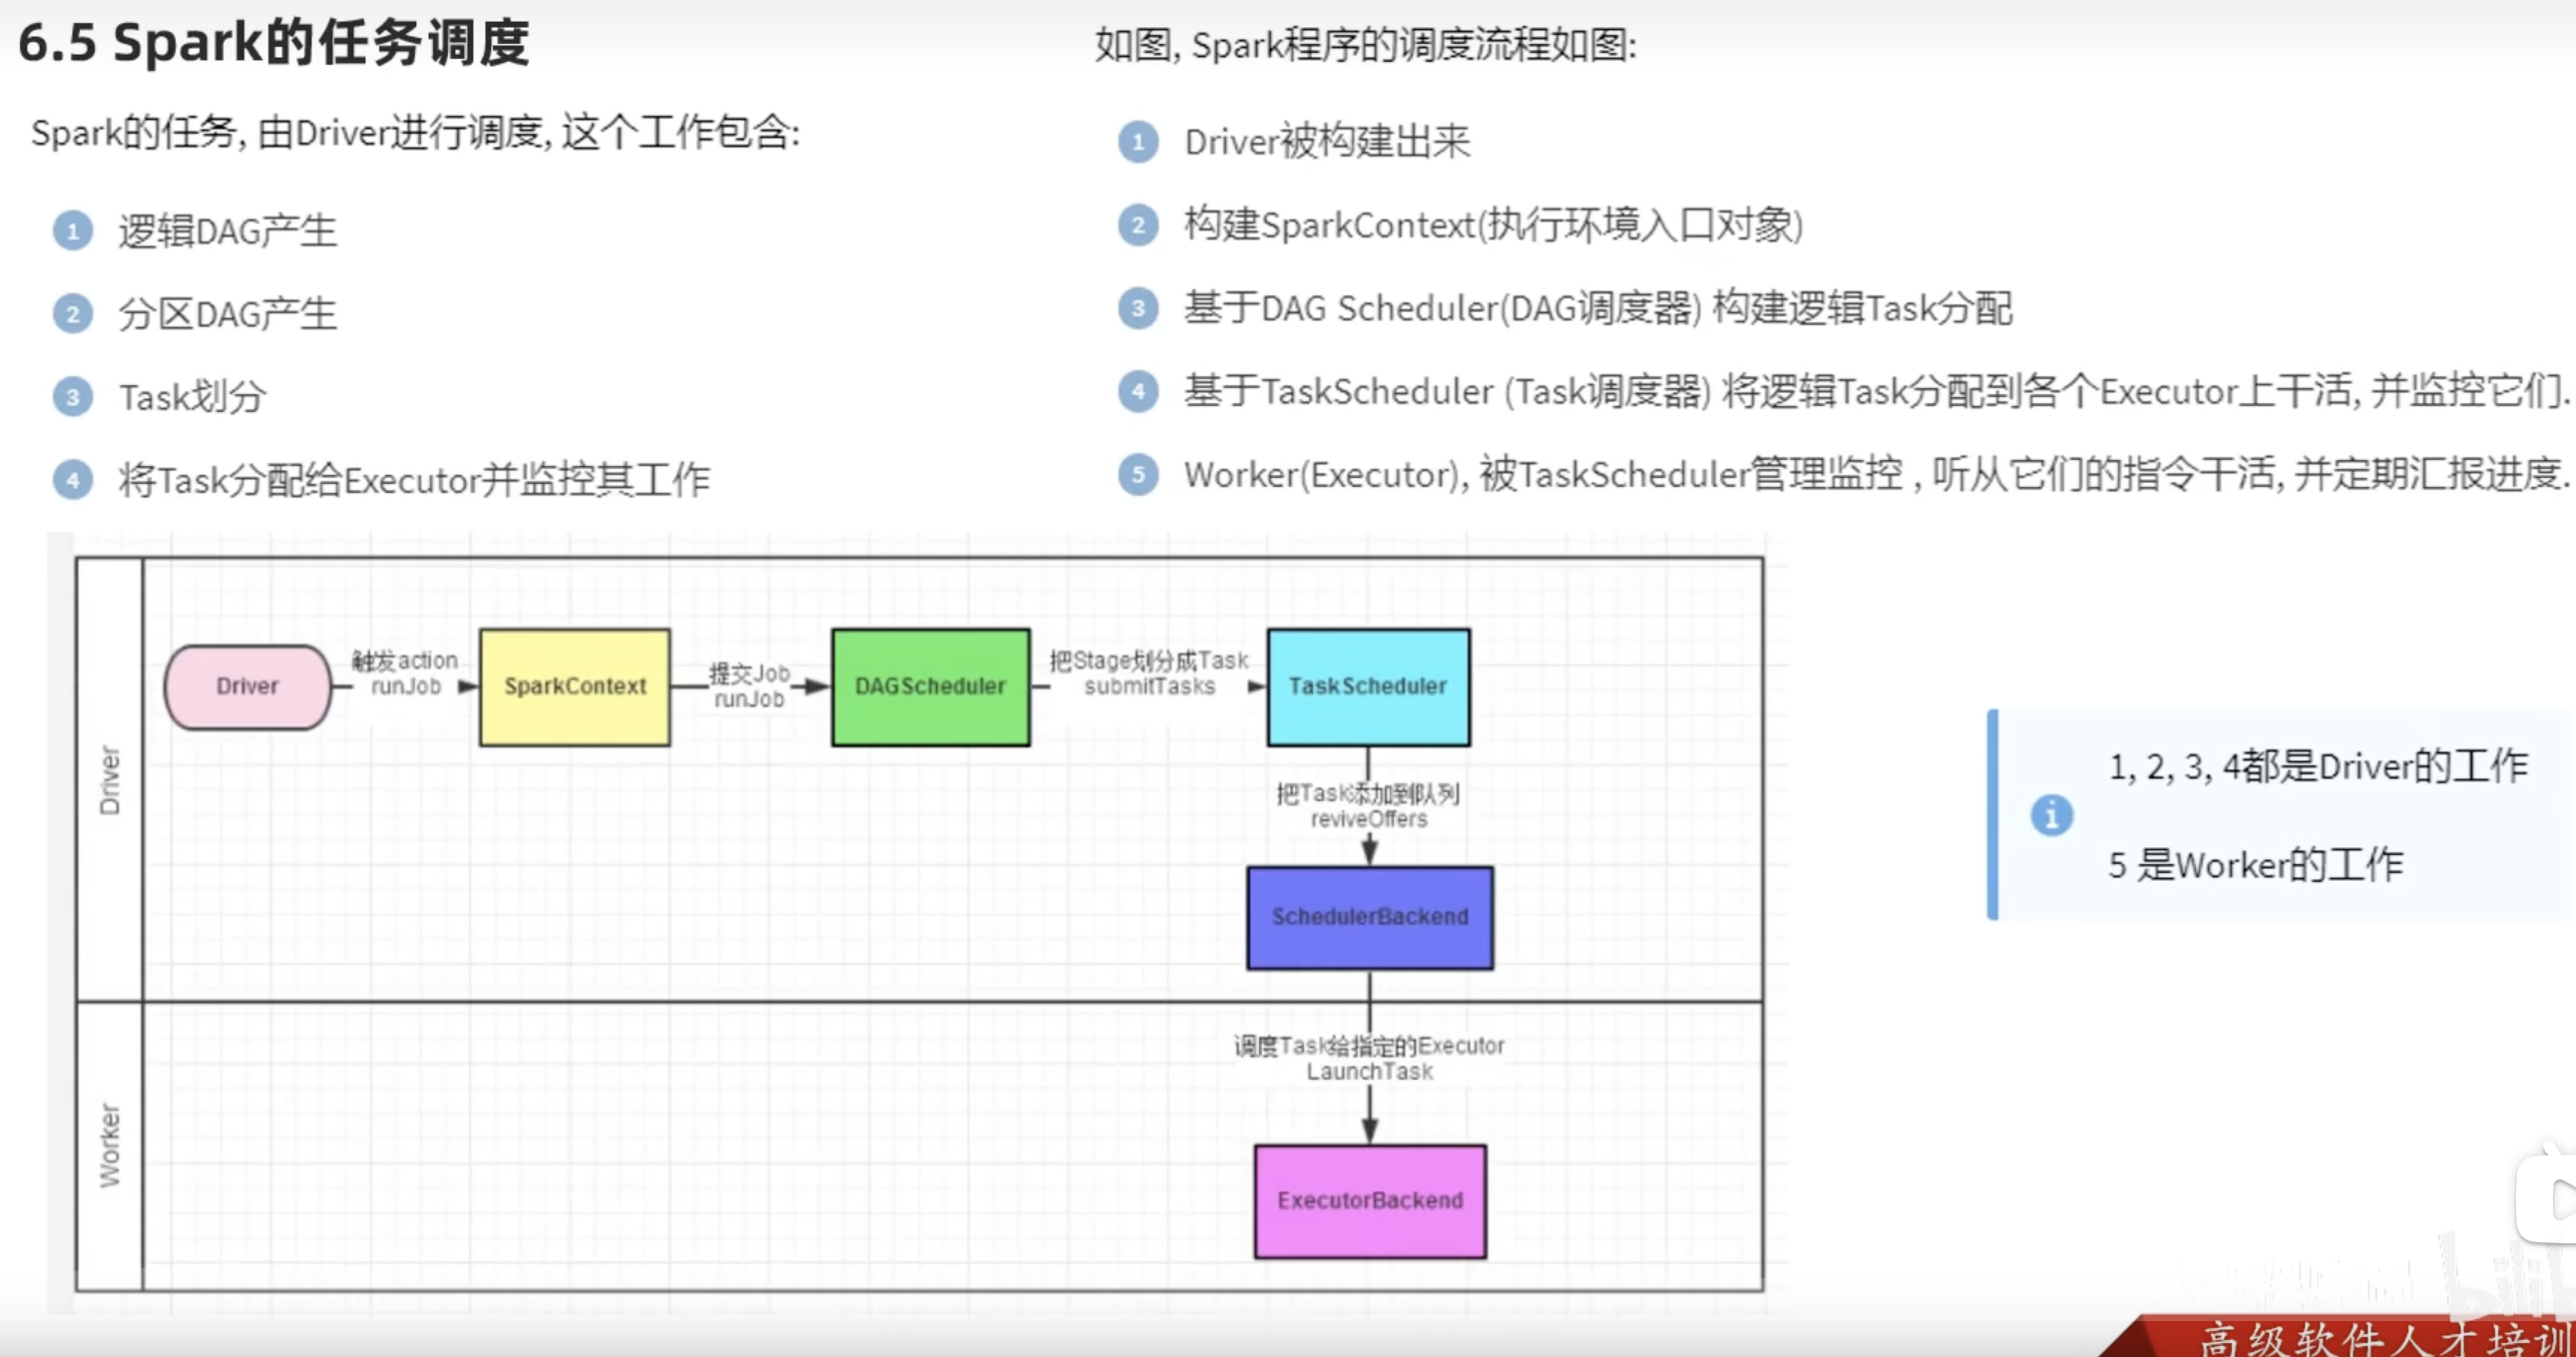 6.5 Spark的任务调度
Spark的任务, 由Driver进行调度, 这个工作包含:
1 逻辑DAG产生
2 分区DAG产生
3 Task划分
4 将Task分配给Executor并监控其工作
如图, Spark程序的调度流程如图:
1 Driver被构建出来
2 构建SparkContext(执行环境入口对象)
3 基于DAG Scheduler(DAG调度器) 构建逻辑Task分配
4 基于TaskScheduler (Task调度器) 将逻辑Task分配到各个Executor上干活, 并监控它们.
5 Worker(Executor), 被TaskScheduler管理监控 , 听从它们的指令干活, 并定期汇报进度.
Driver
Driver
触发action
runJob
SparkContext
提交Job
runJob
DAGScheduler
把Stage划分成Task
submitTasks
TaskScheduler
把Task添加到队列
reviveOffers
SchedulerBackend
Worker
调度Task给指定的Executor
LaunchTask
ExecutorBackend
1, 2, 3, 4都是Driver的工作
5 是Worker的工作
高级软件人才培训